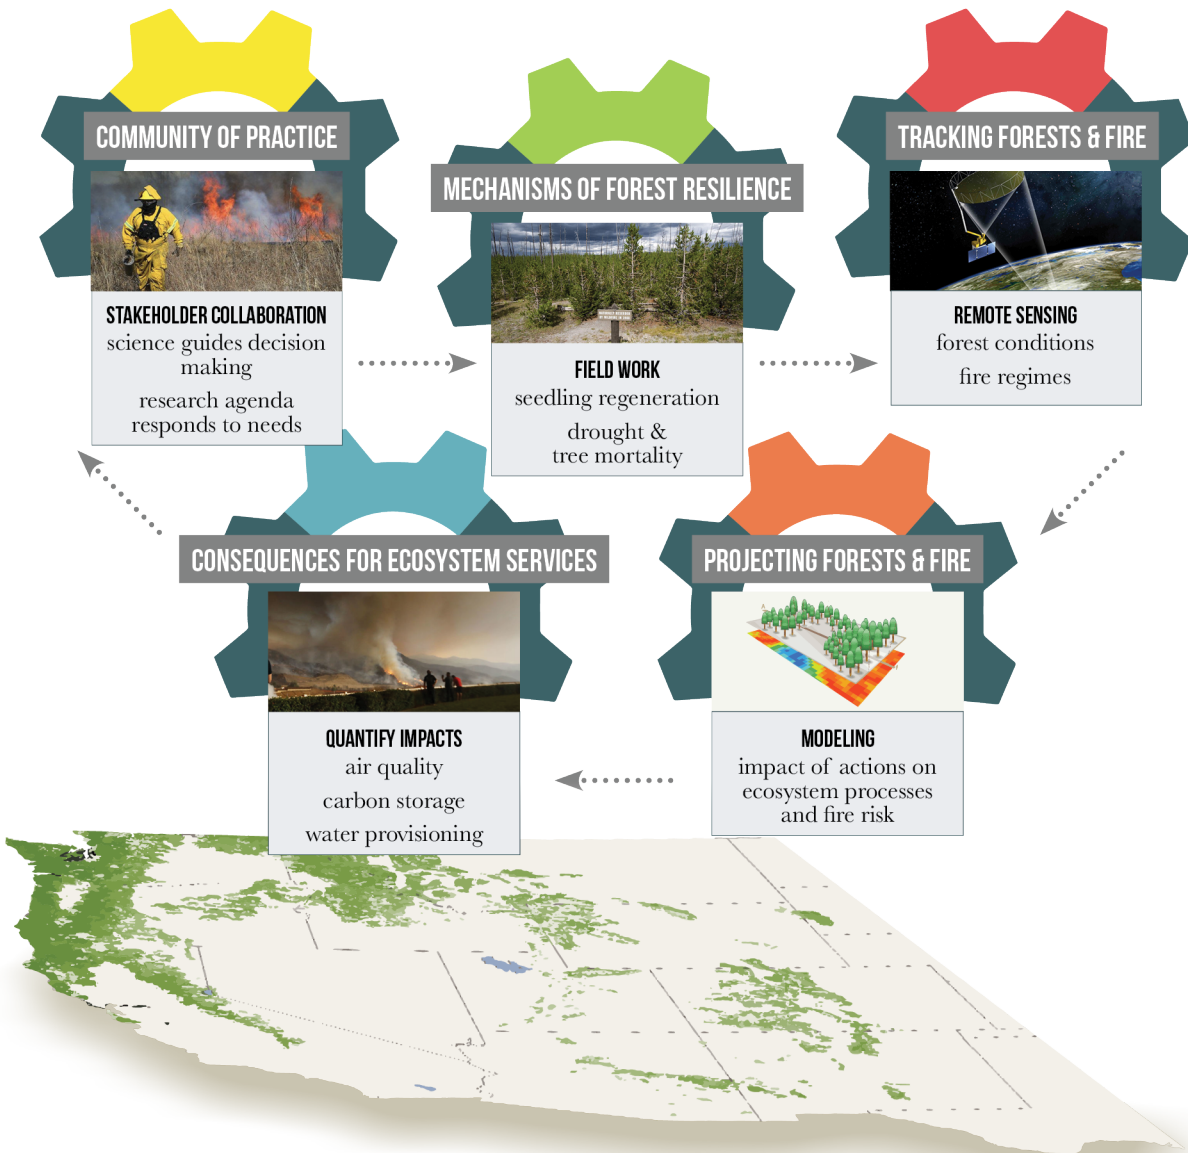 COMMUNITY OF PRACTICE
STAKEHOLDER COLLABORATION
science guides decision
making
research agenda
responds to needs
MECHANISMS OF FOREST RESILIENCE
FIELD WORK
seedling regeneration
drought &
tree mortality
TRACKING FORESTS & FIRE
REMOTE SENSING
forest conditions
fire regimes
PROJECTING FORESTS & FIRE
MODELING
impact of actions on
ecosystem processes
and fire risk
CONSEQUENCES FOR ECOSYSTEM SERVICES
QUANTIFY IMPACTS
air quality
carbon storage
water provisioning